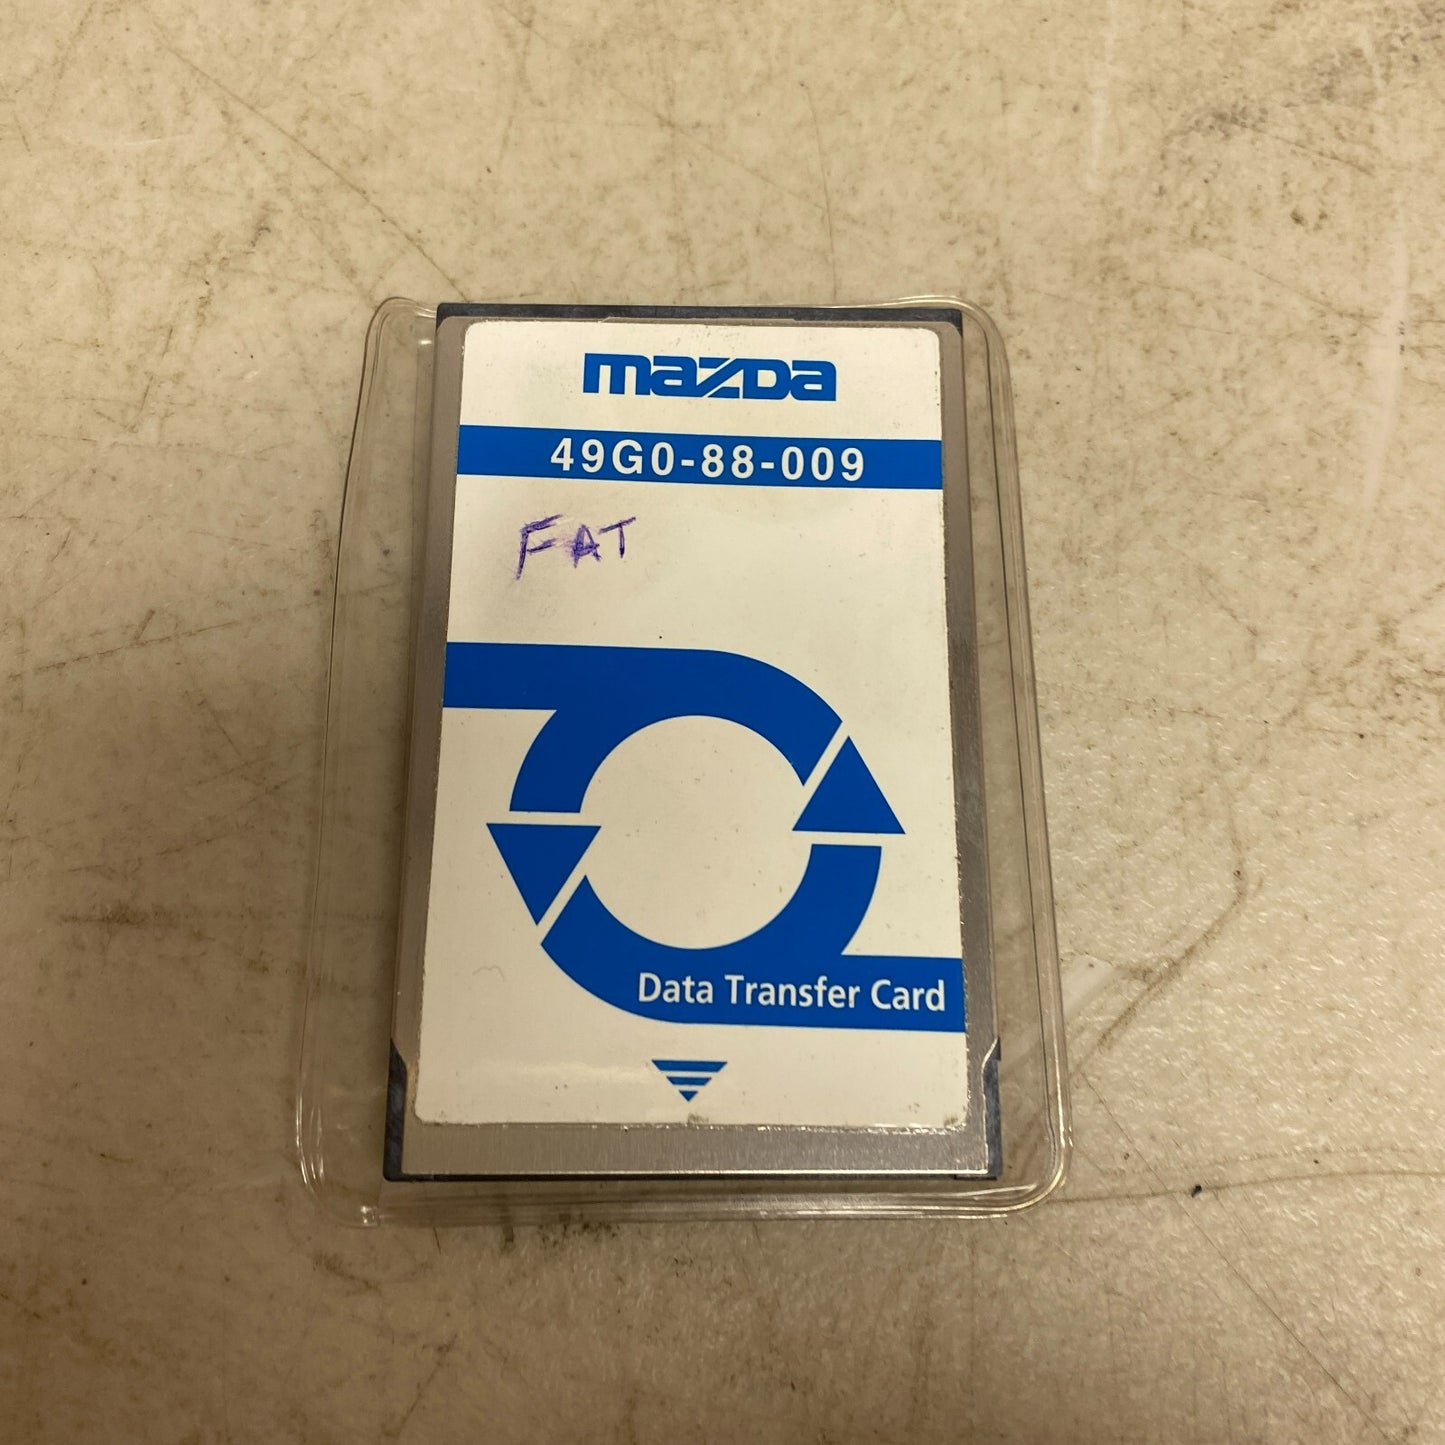 mazda
49G0-88-009
FAT
Data Transfer Card